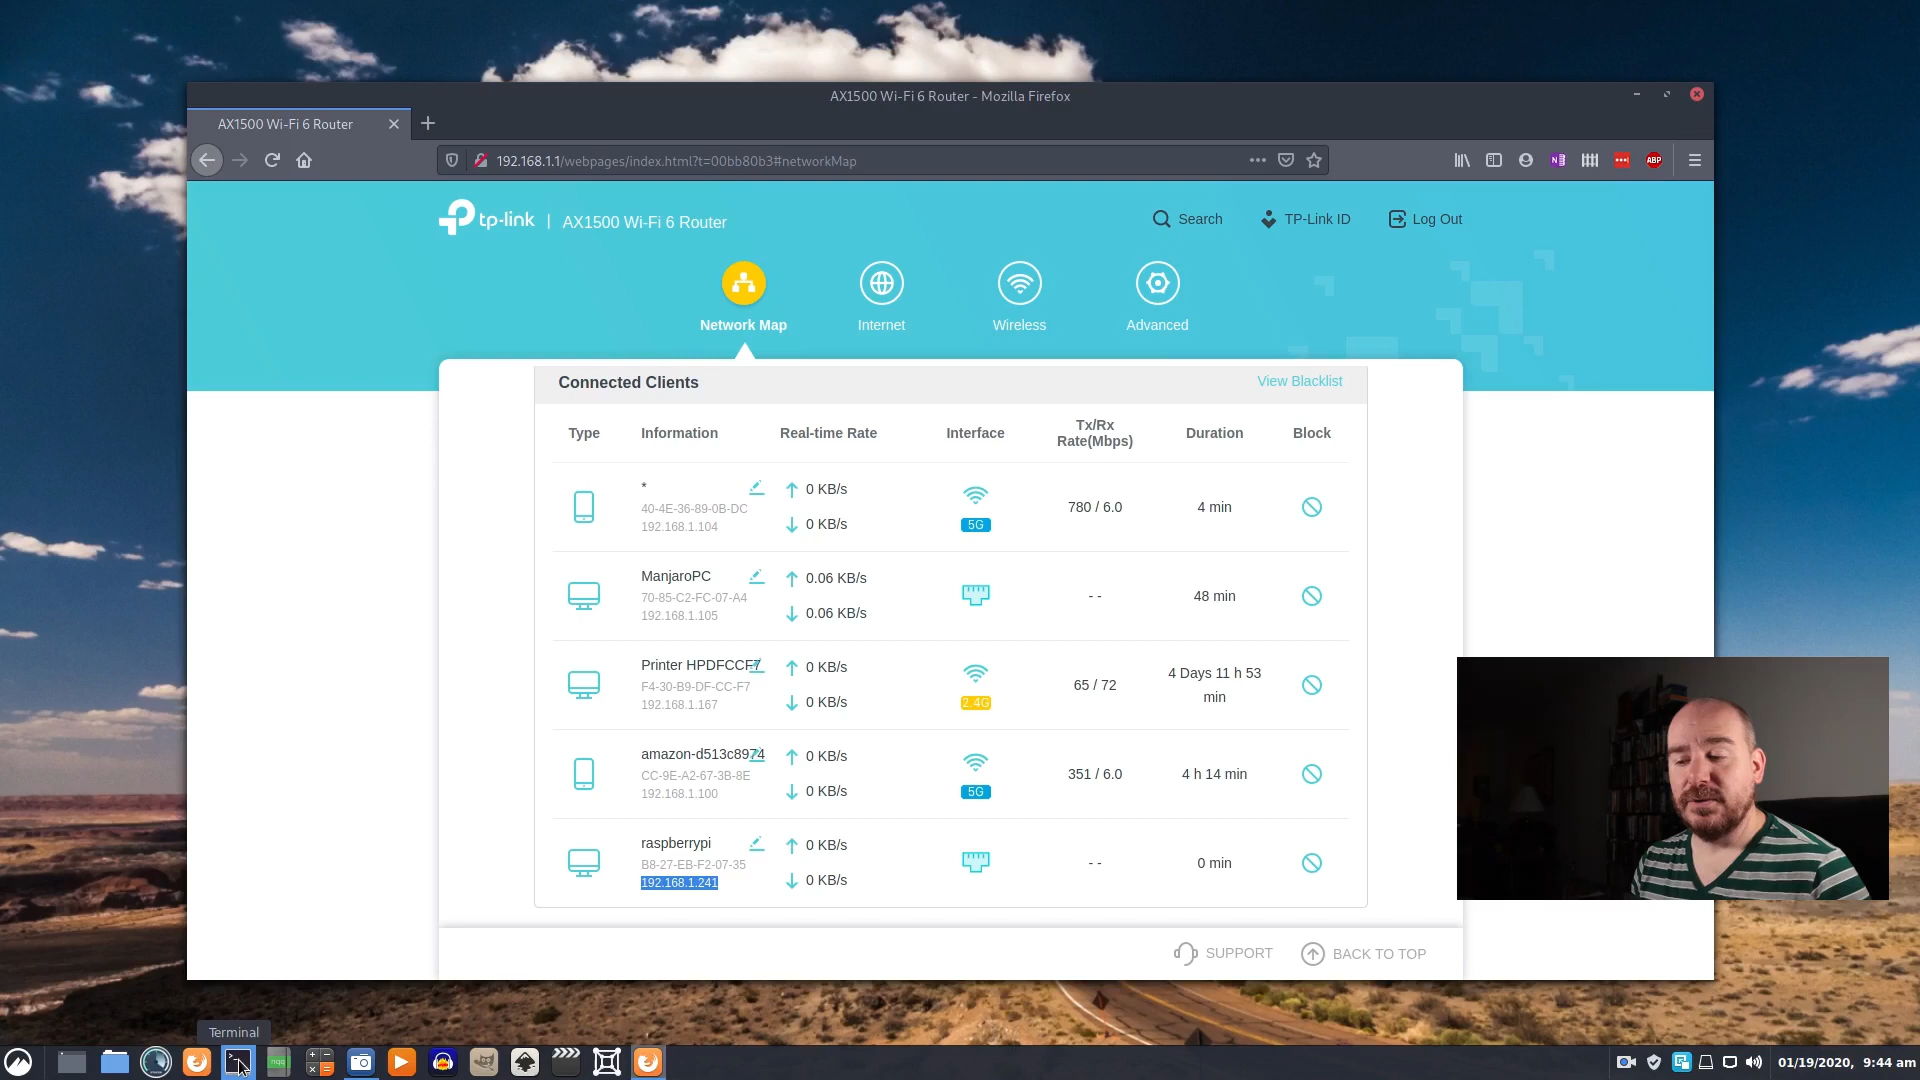 AX1500 Wi-Fi 6 Router - Mozilla Firefox
AX1500 Wi-Fi 6 Router
192.168.1.1/webpages/index.html?t=00bb80b3#networkMap
ABP
tp-link | AX1500 Wi-Fi 6 Router
Search
TP-Link ID
Log Out
Network Map
Internet
Wireless
Advanced
Connected Clients
View Blacklist
Type
Information
Real-time Rate
Interface
Tx/Rx
Rate(Mbps)
Duration
Block
*
40-4E-36-89-0B-DC
192.168.1.104
0 KB/s
0 KB/s
5G
780 / 6.0
4 min
ManjaroPC
70-85-C2-FC-07-A4
192.168.1.105
0.06 KB/s
0.06 KB/s
- -
48 min
Printer HPDFCCF7
F4-30-B9-DF-CC-F7
192.168.1.167
0 KB/s
0 KB/s
2.4G
65 / 72
4 Days 11 h 53
min
amazon-d513c8974
CC-9E-A2-67-3B-8E
192.168.1.100
0 KB/s
0 KB/s
5G
351 / 6.0
4 h 14 min
raspberrypi
B8-27-EB-F2-07-35
192.168.1.241
0 KB/s
0 KB/s
- -
0 min
SUPPORT
BACK TO TOP
Terminal
01/19/2020, 9:44 am